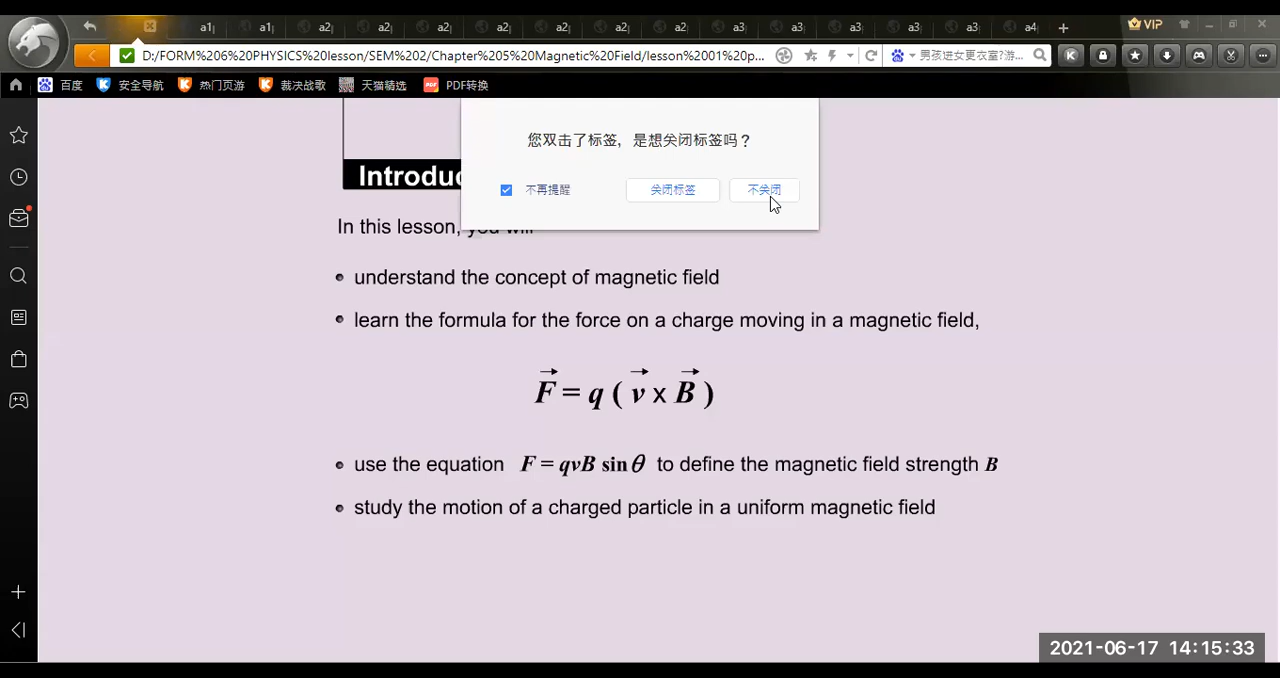 a1 a1 a2 a2 a2 a2 a2 a2 a2 a3 a3 a3 a3 a3 a4 VIP
D:/FORM%206%20PHYSICS%20lesson/SEM%202/Chapter%205%20Magnetic%20Field/lesson%2001%20p... 男孩进女更衣室?游...
百度 安全导航 热门页游 裁决战歌 天猫精选 PDF转换
您双击了标签，是想关闭标签吗？
不再提醒 关闭标签 不关闭
Introduc
In this lesson, you will
understand the concept of magnetic field
learn the formula for the force on a charge moving in a magnetic field,
F = q ( v x B )
use the equation F = qvB sin θ to define the magnetic field strength B
study the motion of a charged particle in a uniform magnetic field
2021-06-17 14:15:33